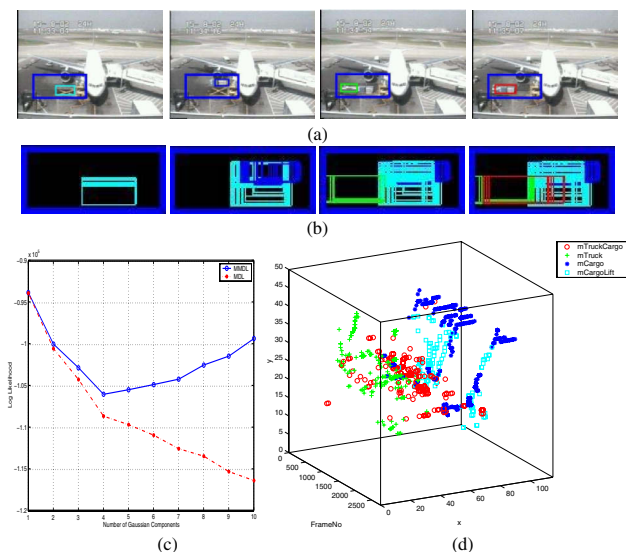 (a)
(b)
x 10⁵
-0.9
-0.95
-1
-1.05
-1.1
-1.15
-1.2
Log Likelihood
MMDL
MDL
1 2 3 4 5 6 7 8 9 10
Number of Gaussian Components
(c)
mTruckCargo
mTruck
mCargo
mCargoLift
50
45
40
35
30
25
20
15
10
5
0
y
500
1000
1500
2000
2500
FrameNo
0 20 40 60 80 100
x
(d)